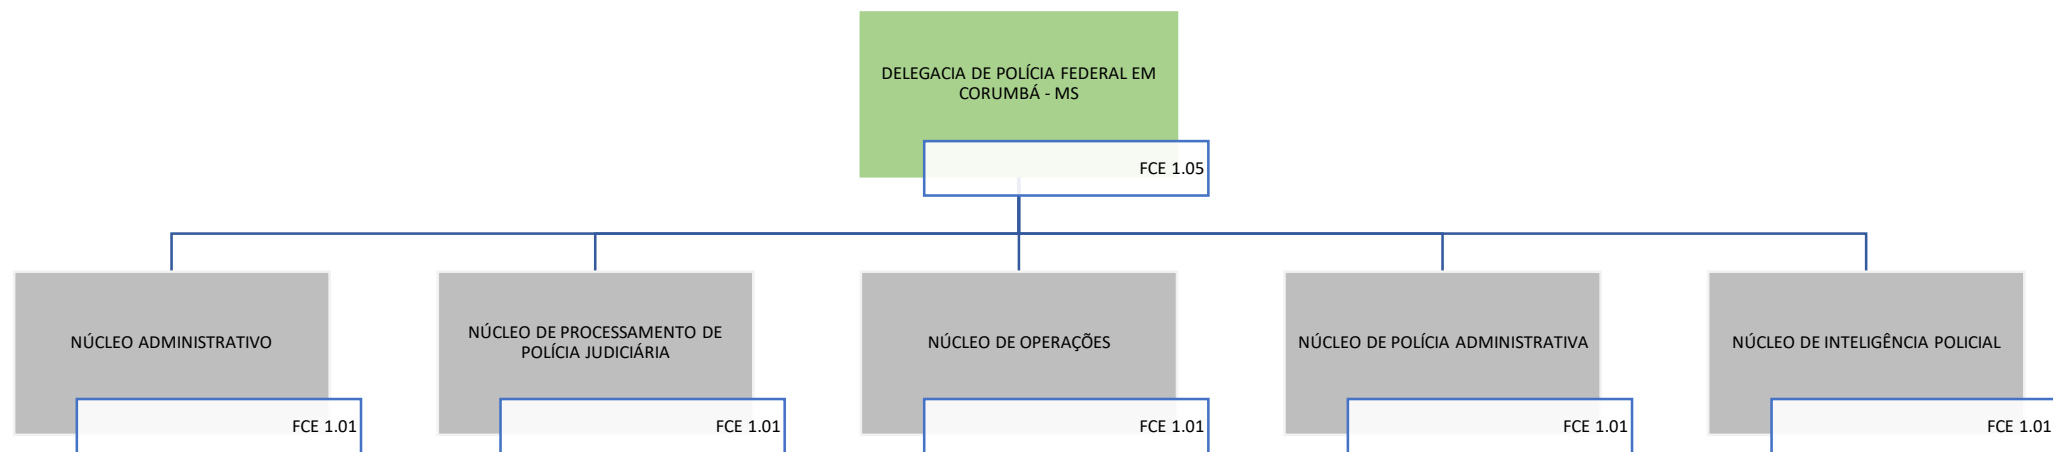 DELEGACIA DE POLÍCIA FEDERAL EM
CORUMBÁ - MS
FCE 1.05
NÚCLEO ADMINISTRATIVO
FCE 1.01
NÚCLEO DE PROCESSAMENTO DE
POLÍCIA JUDICIÁRIA
FCE 1.01
NÚCLEO DE OPERAÇÕES
FCE 1.01
NÚCLEO DE POLÍCIA ADMINISTRATIVA
FCE 1.01
NÚCLEO DE INTELIGÊNCIA POLICIAL
FCE 1.01